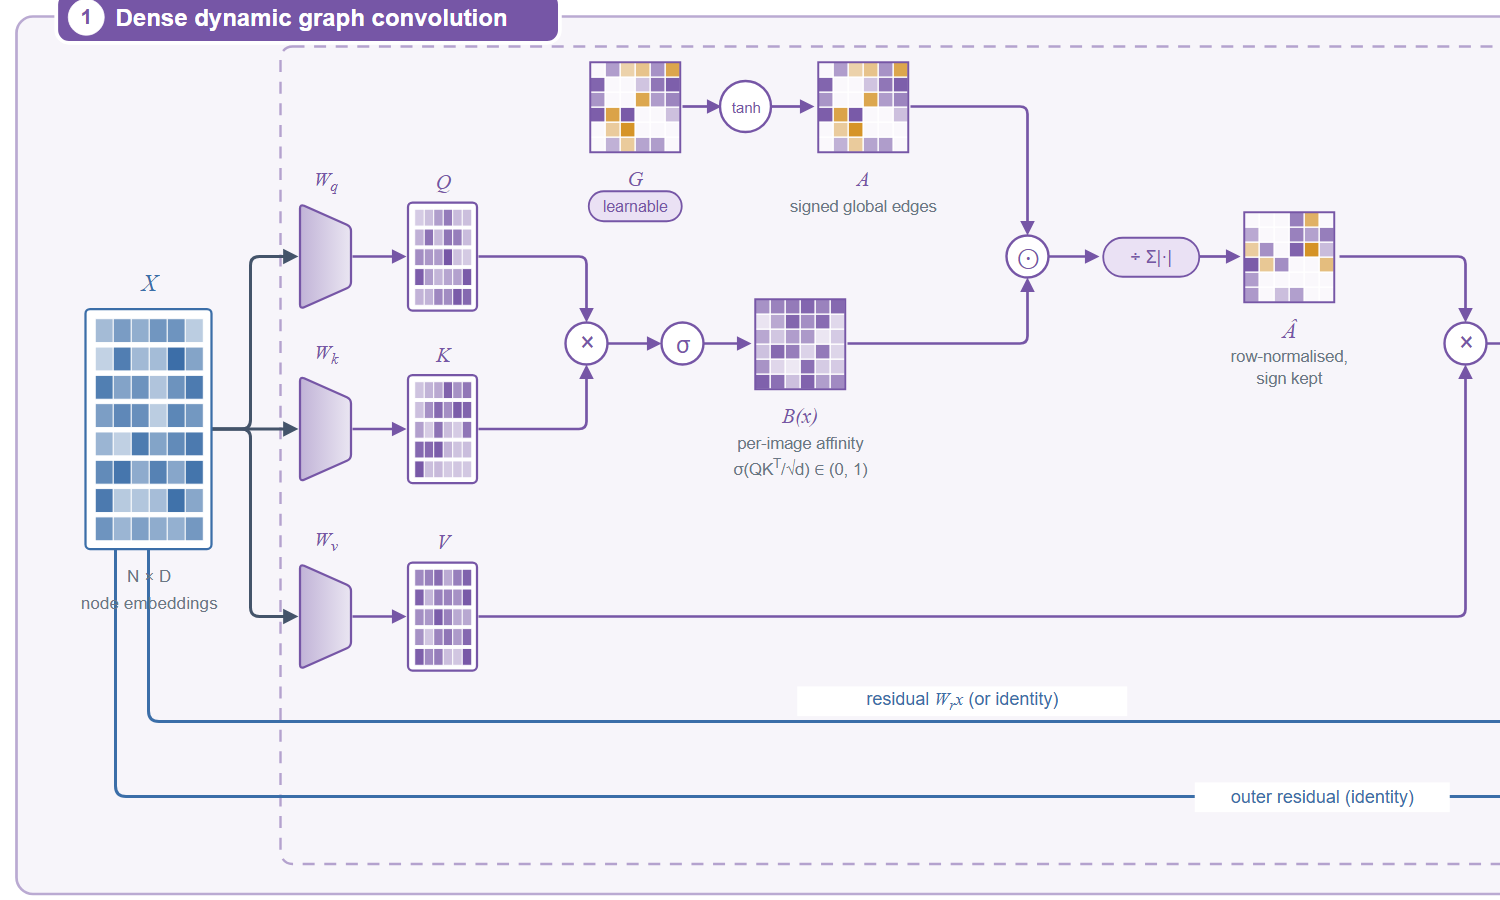 1 Dense dynamic graph convolution
tanh
G
learnable
A
signed global edges
W_q
Q
X
⊙
÷ Σ|·|
Â
row-normalised,
sign kept
×
σ
×
W_k
K
B(x)
per-image affinity
σ(QK^T/√d) ∈ (0, 1)
W_v
V
N × D
node embeddings
residual W_r x (or identity)
outer residual (identity)